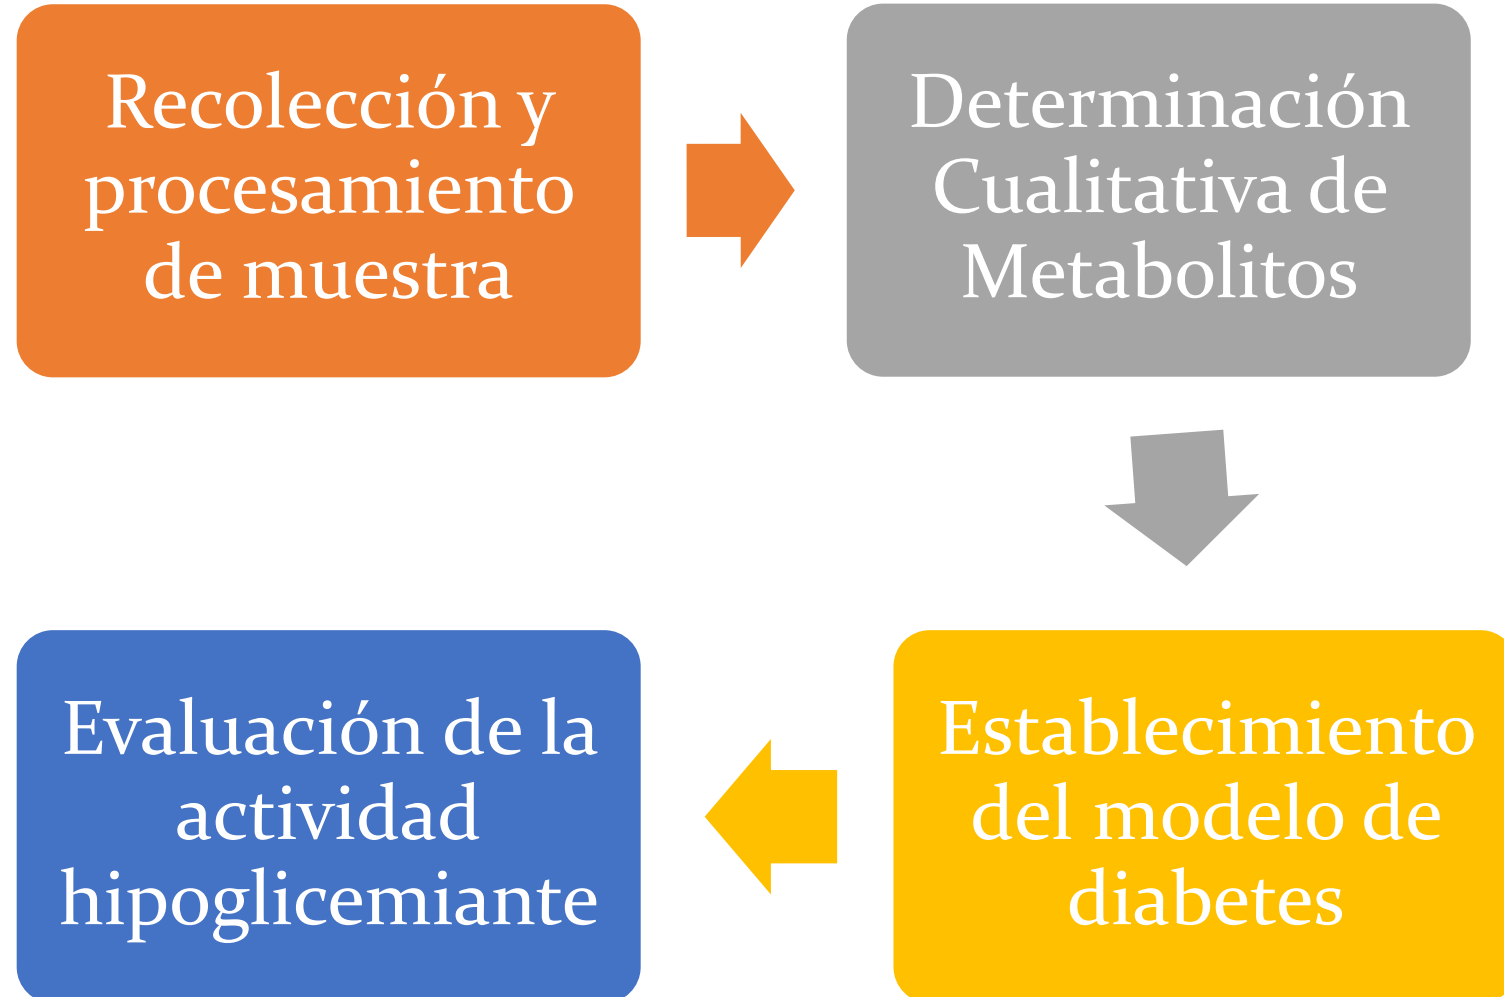 Recolección y
procesamiento
de muestra
Determinación
Cualitativa de
Metabolitos
Establecimiento
del modelo de
diabetes
Evaluación de la
actividad
hipoglicemiante